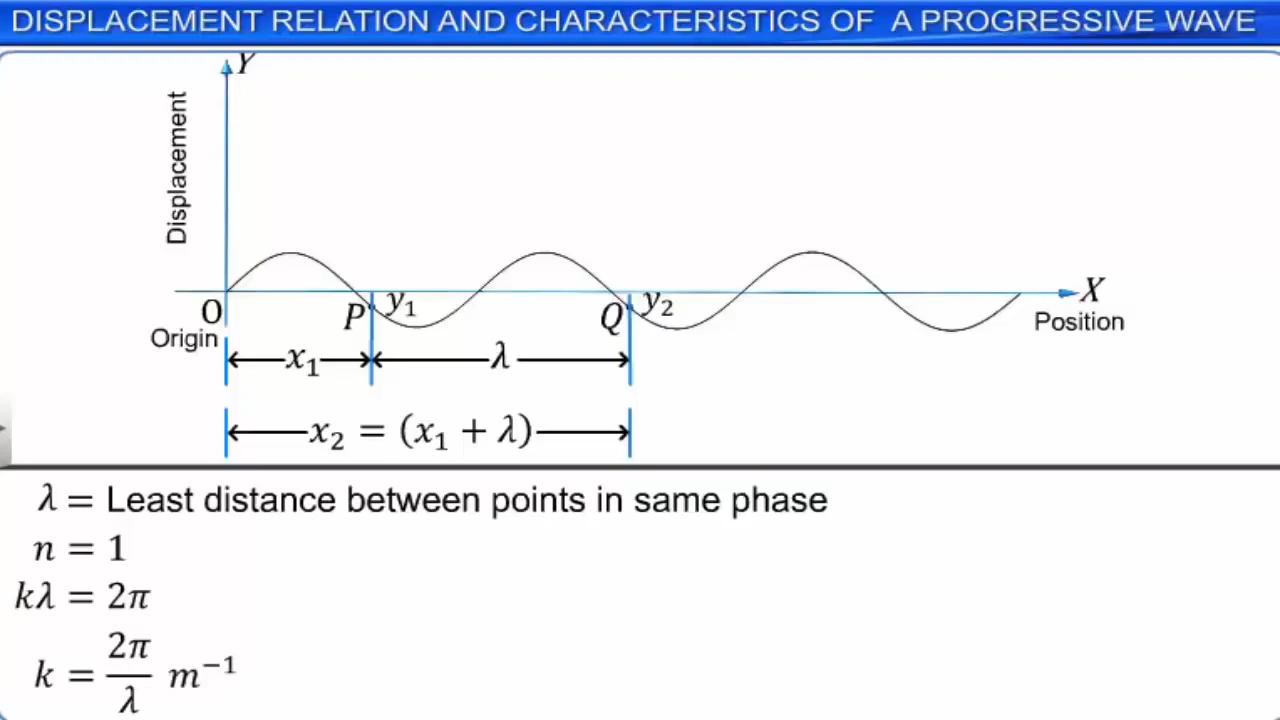 DISPLACEMENT RELATION AND CHARACTERISTICS OF A PROGRESSIVE WAVE
Y
Displacement
O
Origin
P
y₁
Q
y₂
X
Position
x₁
λ
x₂ = (x₁ + λ)
λ = Least distance between points in same phase
n = 1
kλ = 2π
k = 2π/λ m⁻¹